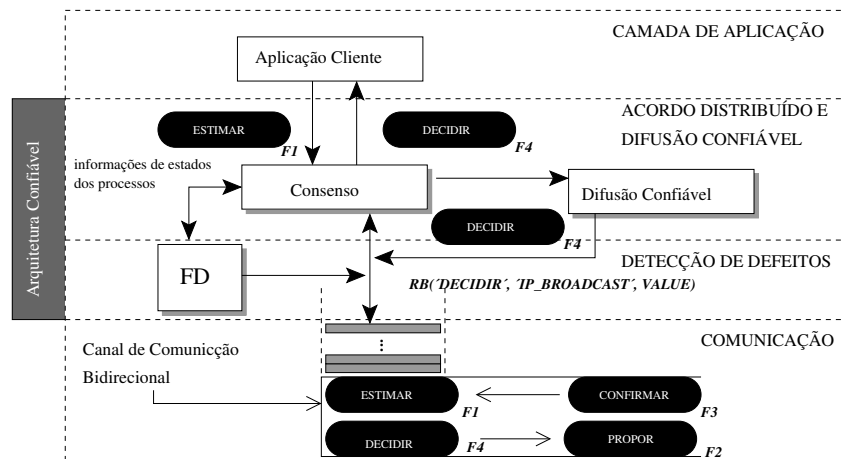 CAMADA DE APLICAÇÃO
Aplicação Cliente
ACORDO DISTRIBUÍDO E
DIFUSÃO CONFIÁVEL
ESTIMAR
F1
DECIDIR
F4
informações de estados
dos processos
Consenso
Difusão Confiável
DECIDIR
F4
Arquitetura Confiável
FD
DETECÇÃO DE DEFEITOS
RB(´DECIDIR´, ´IP_BROADCAST´, VALUE)
COMUNICAÇÃO
...
Canal de Comunicção
Bidirecional
ESTIMAR
F1
CONFIRMAR
F3
DECIDIR
F4
PROPOR
F2